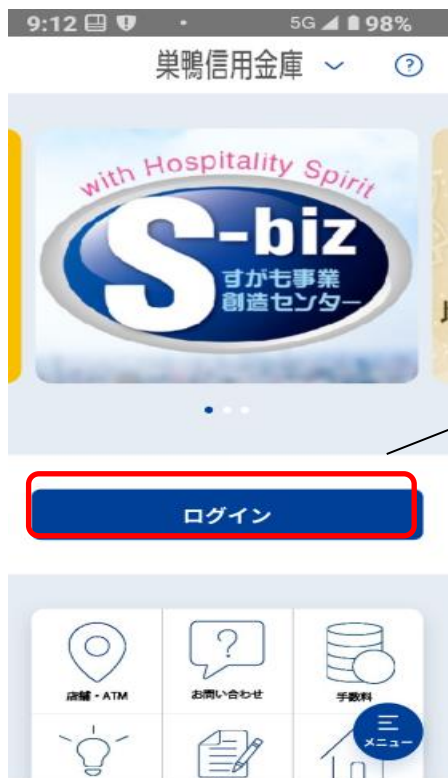 9:12 5G 98%
巣鴨信用金庫
with Hospitality Spirit
S-biz
すがも事業
創造センター
ログイン
店舗・ATM お問い合わせ 手数料
メニュー